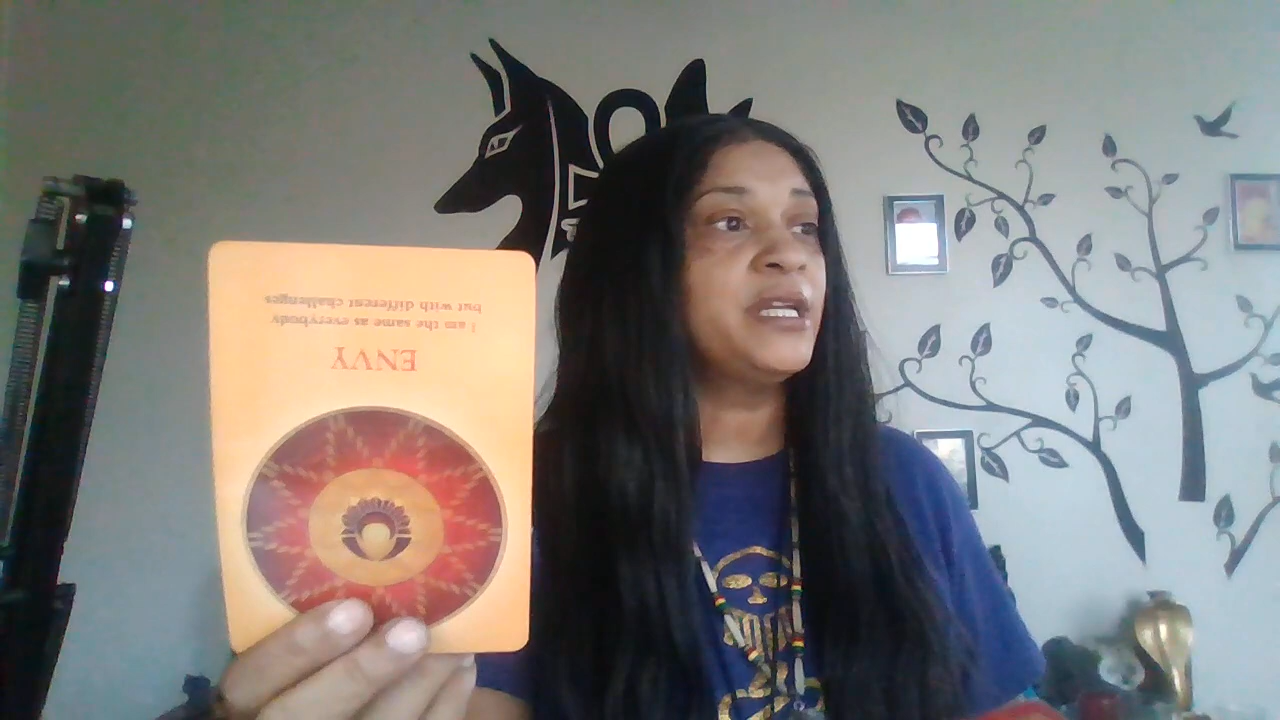 ENVY
I am the same as everybody
but with different challenges